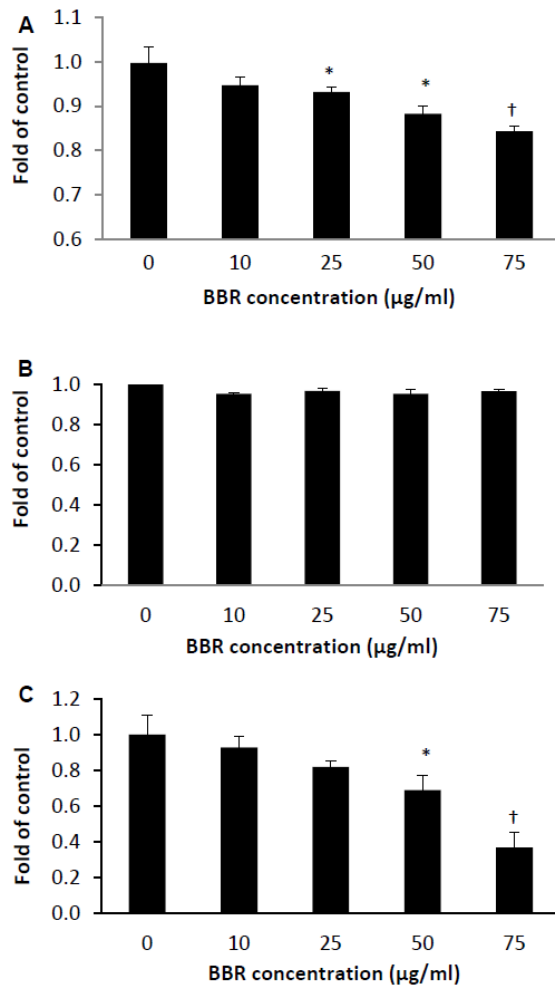 A
1.1
1.0
0.9
0.8
0.7
0.6
Fold of control
* * †
0 10 25 50 75
BBR concentration (µg/ml)
B
1.0
0.8
0.6
0.4
0.2
0.0
Fold of control
0 10 25 50 75
BBR concentration (µg/ml)
C
1.2
1.0
0.8
0.6
0.4
0.2
0.0
Fold of control
* †
0 10 25 50 75
BBR concentration (µg/ml)